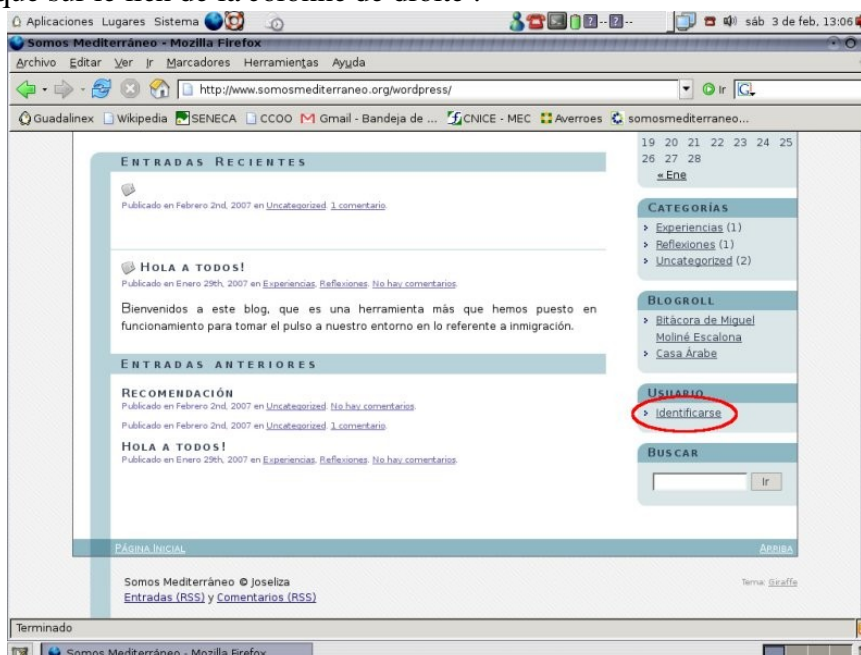 que sur le lien de la colonne de droite :
Aplicaciones Lugares Sistema
?--? --
sáb 3 de feb, 13:06
Somos Mediterráneo - Mozilla Firefox
Archivo Editar Ver Ir Marcadores Herramientas Ayuda
http://www.somosmediterraneo.org/wordpress/ Ir
Guadalinex Wikipedia SENECA CCOO Gmail - Bandeja de ... CNICE - MEC Averroes somosmediterraneo...
ENTRADAS RECIENTES
Publicado en Febrero 2nd, 2007 en Uncategorized. 1 comentario.
HOLA A TODOS!
Publicado en Enero 29th, 2007 en Experiencias, Reflexiones. No hay comentarios.
Bienvenidos a este blog, que es una herramienta más que hemos puesto en
funcionamiento para tomar el pulso a nuestro entorno en lo referente a inmigración.
ENTRADAS ANTERIORES
RECOMENDACIÓN
Publicado en Febrero 2nd, 2007 en Uncategorized. No hay comentarios.
Publicado en Febrero 2nd, 2007 en Uncategorized. 1 comentario.
HOLA A TODOS!
Publicado en Enero 29th, 2007 en Experiencias, Reflexiones. No hay comentarios.
19 20 21 22 23 24 25
26 27 28
« Ene
CATEGORÍAS
Experiencias (1)
Reflexiones (1)
Uncategorized (2)
BLOGROLL
Bitácora de Miguel
Moliné Escalona
Casa Árabe
USUARIO
Identificarse
BUSCAR
Ir
PÁGINA INICIAL
ARRIBA
Somos Mediterráneo © Joseliza
Tema: Giraffe
Entradas (RSS) y Comentarios (RSS)
Terminado
Somos Mediterráneo - Mozilla Firefox